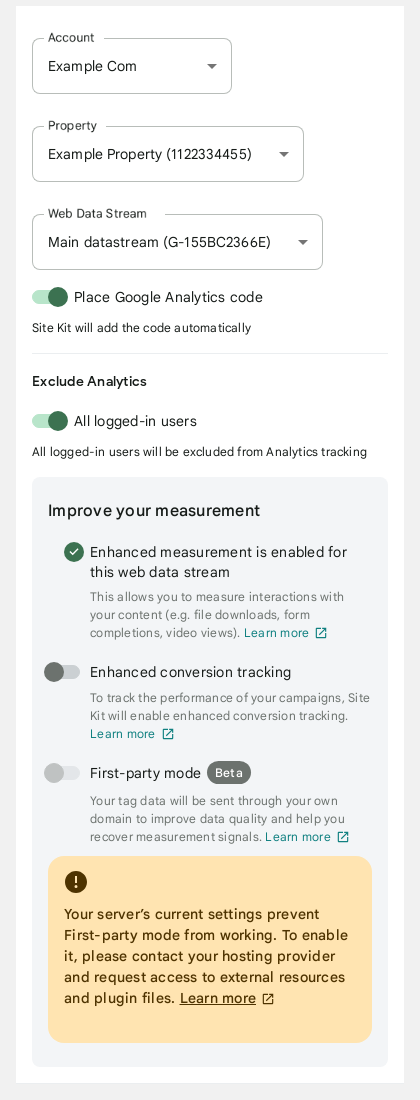 Account
Example Com
Property
Example Property (1122334455)
Web Data Stream
Main datastream (G-155BC2366E)
Place Google Analytics code
Site Kit will add the code automatically
Exclude Analytics
All logged-in users
All logged-in users will be excluded from Analytics tracking
Improve your measurement
Enhanced measurement is enabled for
this web data stream
This allows you to measure interactions with
your content (e.g. file downloads, form
completions, video views). Learn more
Enhanced conversion tracking
To track the performance of your campaigns, Site
Kit will enable enhanced conversion tracking.
Learn more
First-party mode Beta
Your tag data will be sent through your own
domain to improve data quality and help you
recover measurement signals. Learn more
Your server’s current settings prevent
First-party mode from working. To enable
it, please contact your hosting provider
and request access to external resources
and plugin files. Learn more